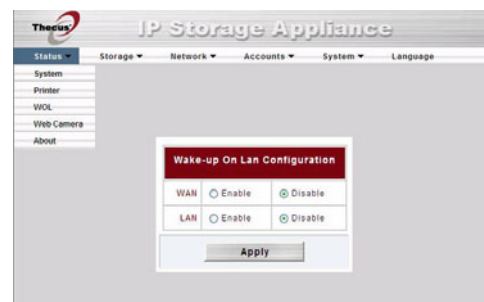 Thecus
IP Storage Appliance
Status Storage Network Accounts System Language
System
Printer
WOL
Web Camera
About
Wake-up On Lan Configuration
WAN Enable Disable
LAN Enable Disable
Apply